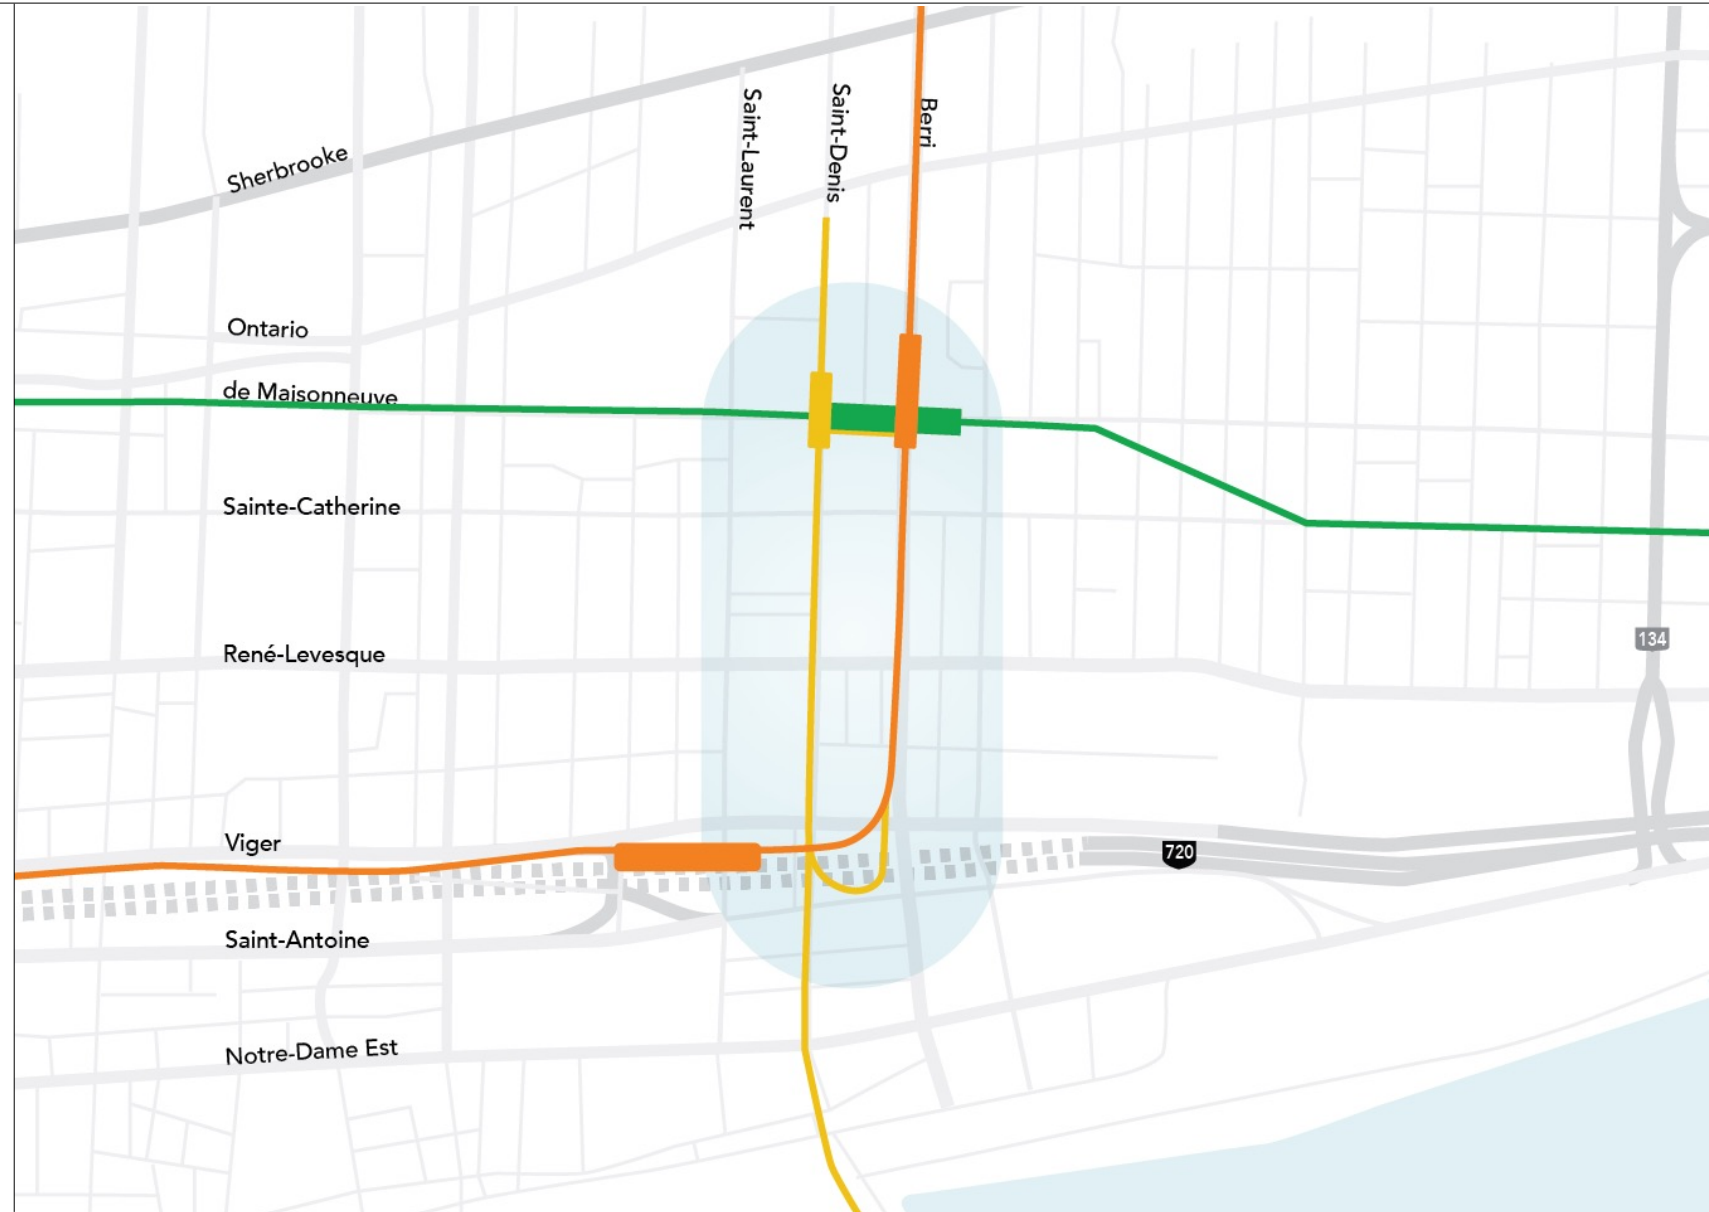 Saint-Laurent
Saint-Denis
Berri
Sherbrooke
Ontario
de Maisonneuve
Sainte-Catherine
René-Levesque
134
Viger
720
Saint-Antoine
Notre-Dame Est